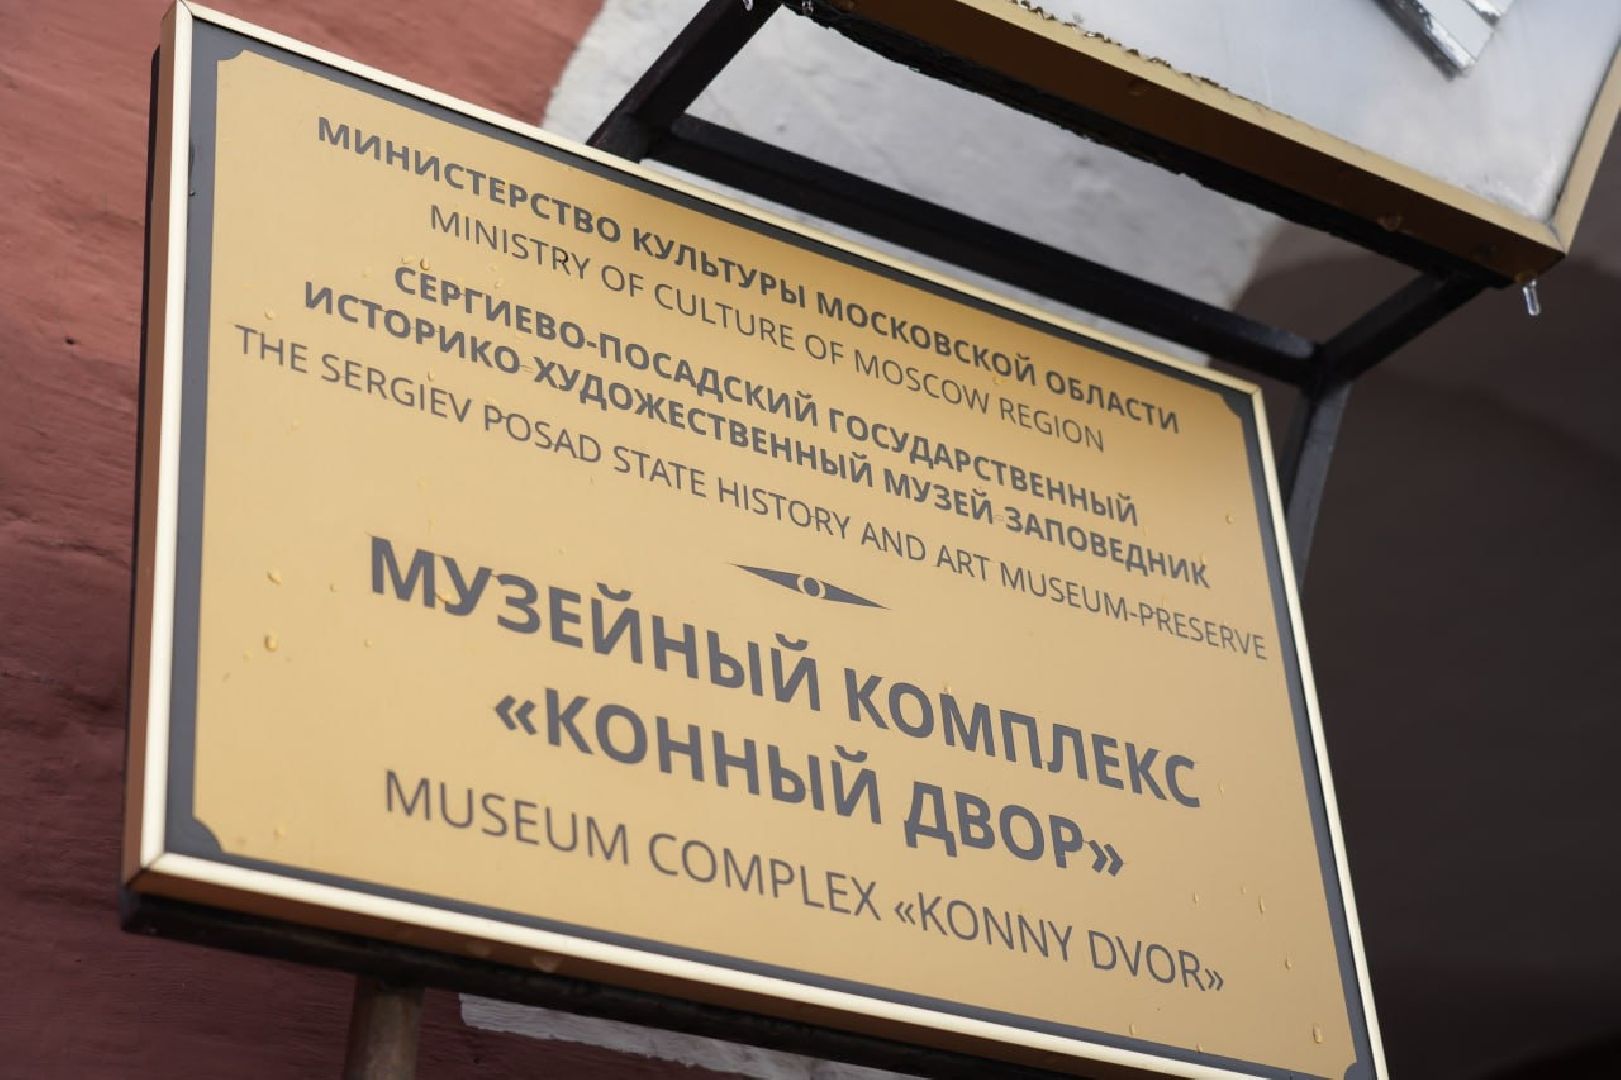 МИНИСТЕРСТВО КУЛЬТУРЫ МОСКОВСКОЙ ОБЛАСТИ
MINISTRY OF CULTURE OF MOSCOW REGION
СЕРГИЕВО-ПОСАДСКИЙ ГОСУДАРСТВЕННЫЙ
ИСТОРИКО-ХУДОЖЕСТВЕННЫЙ МУЗЕЙ-ЗАПОВЕДНИК
THE SERGIEV POSAD STATE HISTORY AND ART MUSEUM-PRESERVE
МУЗЕЙНЫЙ КОМПЛЕКС
«КОННЫЙ ДВОР»
MUSEUM COMPLEX «KONNY DVOR»